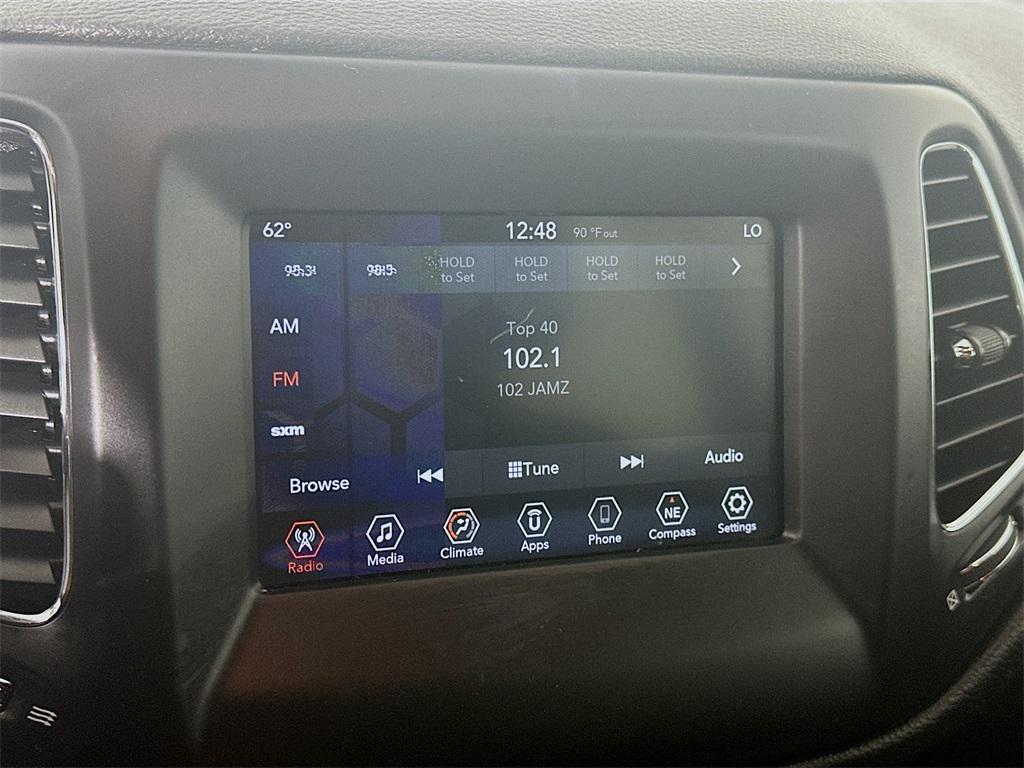 62° 12:48 90 °F out LO
HOLD to Set HOLD to Set HOLD to Set HOLD to Set
AM
FM
sxm
Top 40
102.1
102 JAMZ
Browse Tune Audio
Radio Media Climate Apps Phone NE Compass Settings